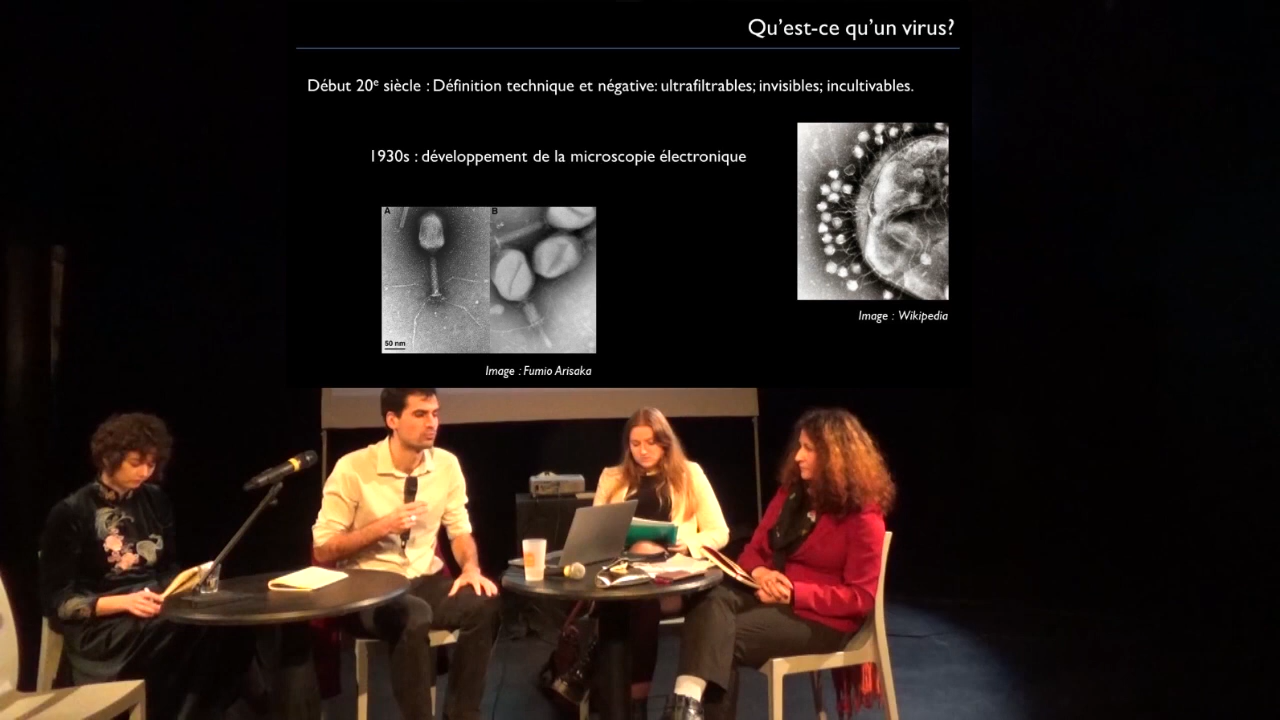 Qu'est-ce qu'un virus?
Début 20e siècle : Définition technique et négative: ultrafiltrables; invisibles; incultivables.
1930s : développement de la microscopie électronique
A B
50 nm
Image : Wikipedia
Image : Fumio Arisaka